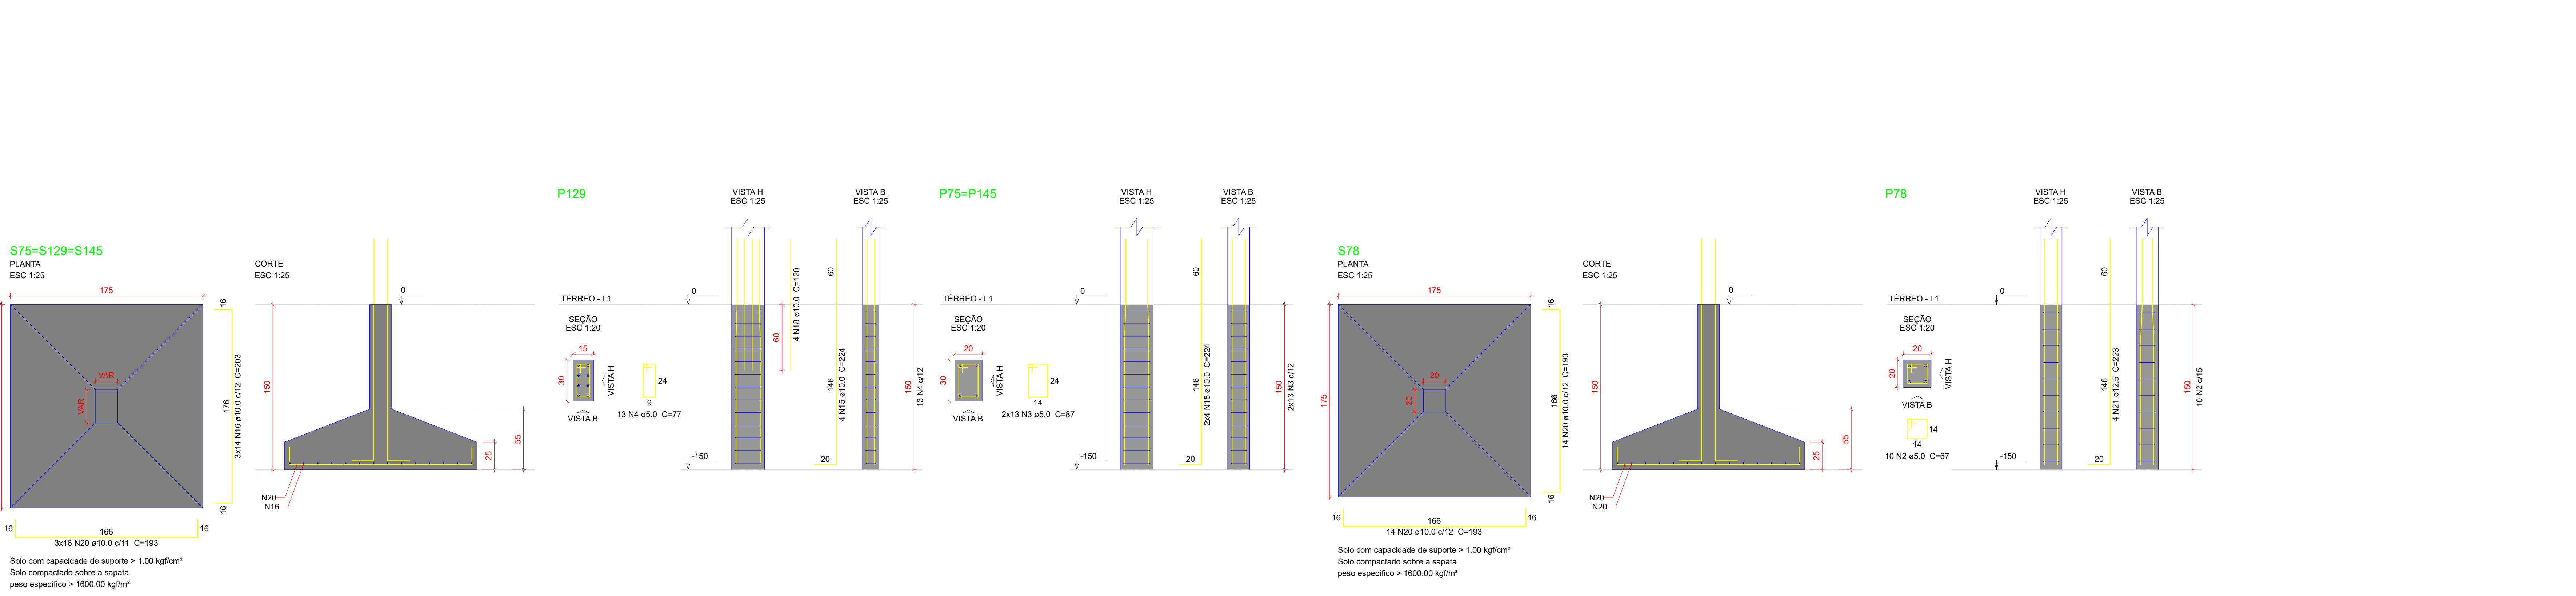 S75=S129=S145
PLANTA
ESC 1:25
175
VAR
VAR
16
176
16
3x14 N16 ø10.0 c/12  C=203
16
166
16
3x16 N20 ø10.0 c/11  C=193
Solo com capacidade de suporte > 1.00 kgf/cm²
Solo compactado sobre a sapata
peso específico > 1600.00 kgf/m³
CORTE
ESC 1:25
0
150
55
25
N20
N16
P129
TÉRREO - L1
SEÇÃO
ESC 1:20
15
30
VISTA H
VISTA B
24
9
13 N4 ø5.0  C=77
VISTA H
ESC 1:25
0
-150
60
4 N18 ø10.0  C=120
60
146
4 N15 ø10.0  C=224
20
VISTA B
ESC 1:25
150
13 N4 c/12
P75=P145
TÉRREO - L1
SEÇÃO
ESC 1:20
20
30
VISTA H
VISTA B
24
14
2x13 N3 ø5.0  C=87
VISTA H
ESC 1:25
0
-150
60
146
2x4 N15 ø10.0  C=224
20
VISTA B
ESC 1:25
150
2x13 N3 c/12
S78
PLANTA
ESC 1:25
175
175
20
20
16
166
16
14 N20 ø10.0 c/12  C=193
16
166
16
14 N20 ø10.0 c/12  C=193
Solo com capacidade de suporte > 1.00 kgf/cm²
Solo compactado sobre a sapata
peso específico > 1600.00 kgf/m³
CORTE
ESC 1:25
0
150
55
25
N20
N20
P78
TÉRREO - L1
SEÇÃO
ESC 1:20
20
20
VISTA H
VISTA B
14
14
10 N2 ø5.0  C=67
VISTA H
ESC 1:25
0
-150
60
146
4 N21 ø12.5  C=223
20
VISTA B
ESC 1:25
150
10 N2 c/15